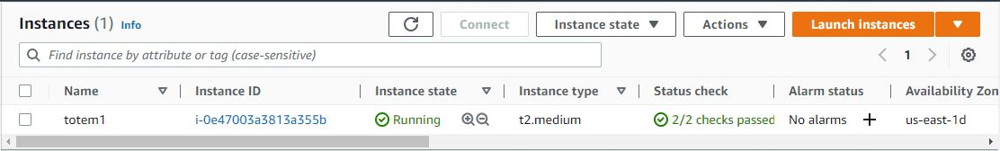 Instances (1) Info Connect Instance state Actions Launch instances
Find instance by attribute or tag (case-sensitive) 1
Name Instance ID Instance state Instance type Status check Alarm status Availability Zon
totem1 i-0e47003a3813a355b Running t2.medium 2/2 checks passed No alarms us-east-1d